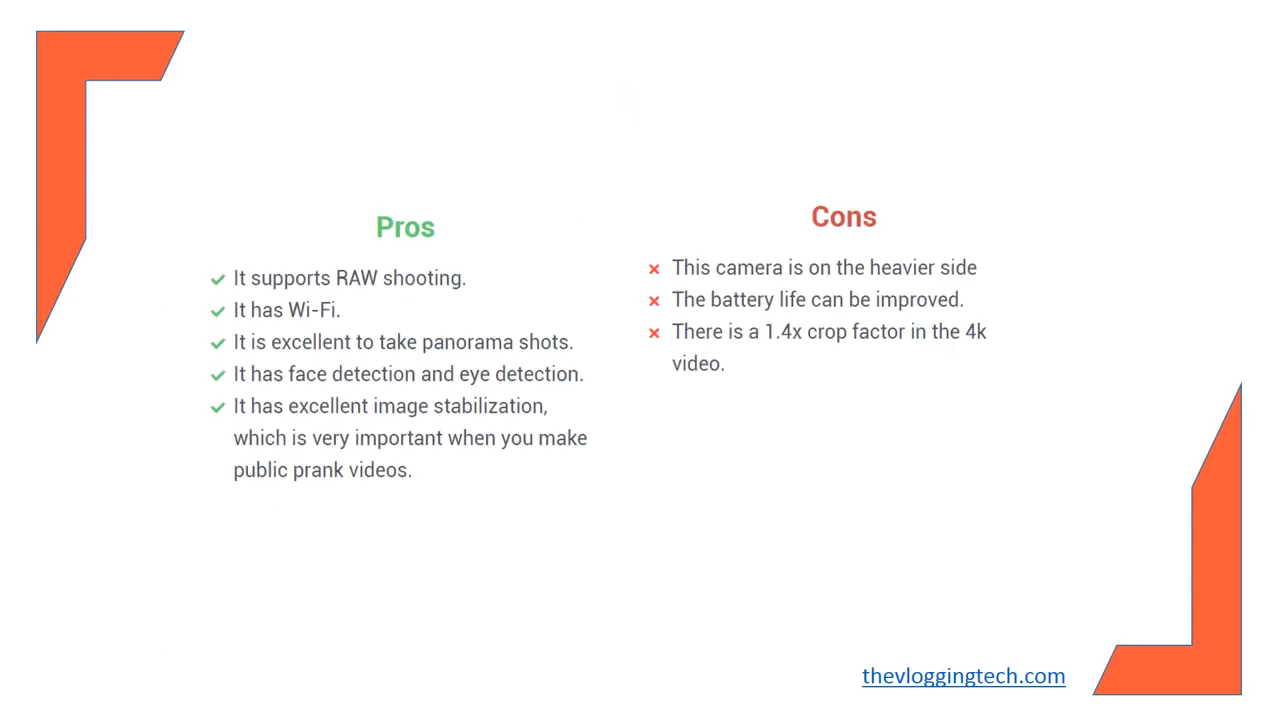 Pros
It supports RAW shooting.
It has Wi-Fi.
It is excellent to take panorama shots.
It has face detection and eye detection.
It has excellent image stabilization,
which is very important when you make
public prank videos.
Cons
This camera is on the heavier side
The battery life can be improved.
There is a 1.4x crop factor in the 4k
video.
thevloggingtech.com